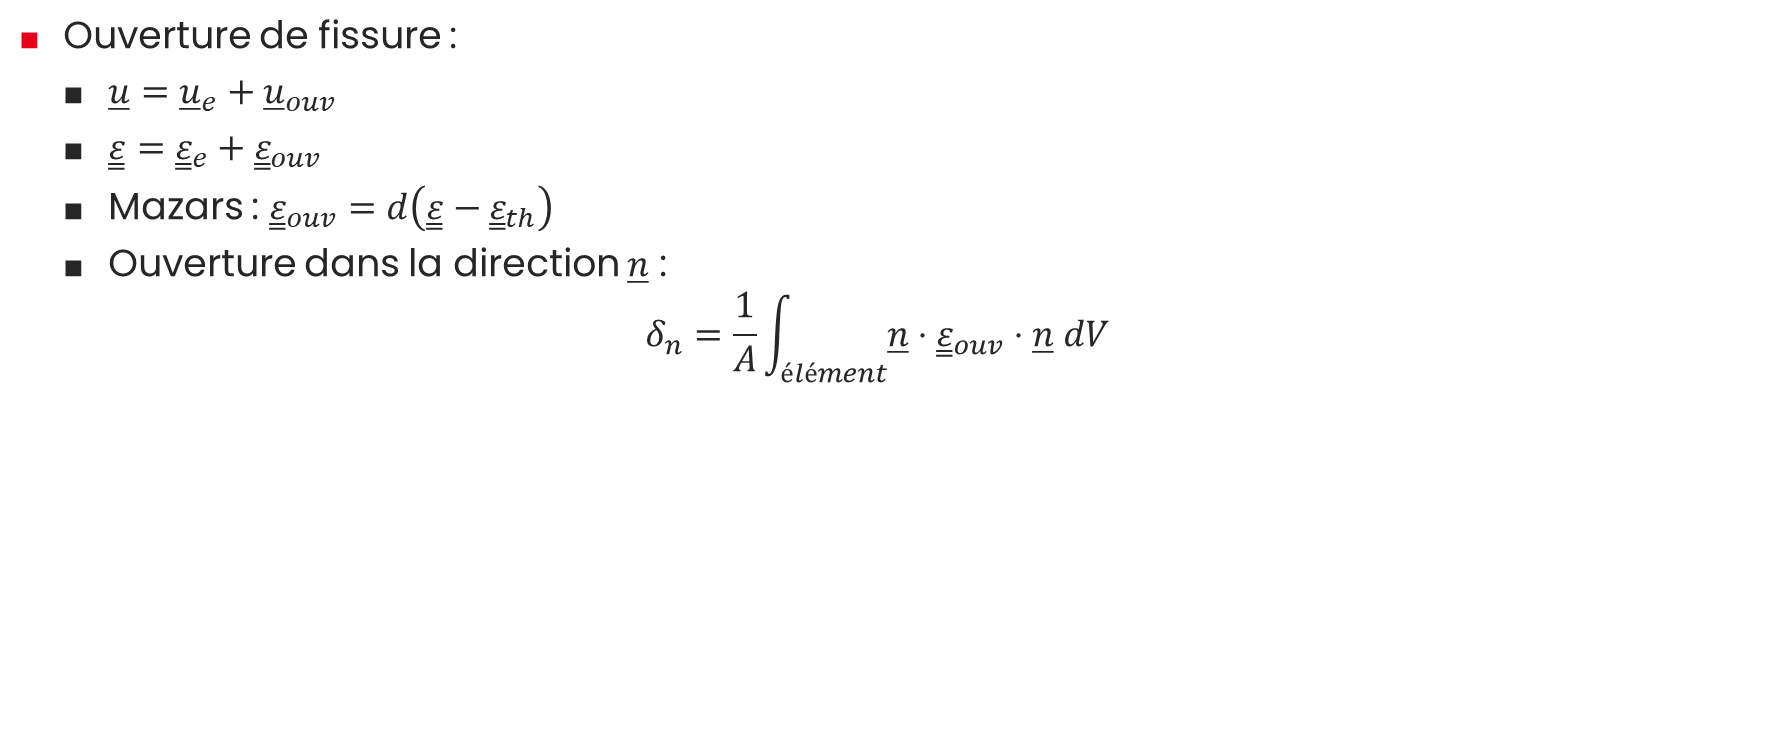 Ouverture de fissure :
u = u_e + u_ouv
ε = ε_e + ε_ouv
Mazars : ε_ouv = d(ε − ε_th)
Ouverture dans la direction n :
δ_n = 1/A ∫_élément n · ε_ouv · n dV